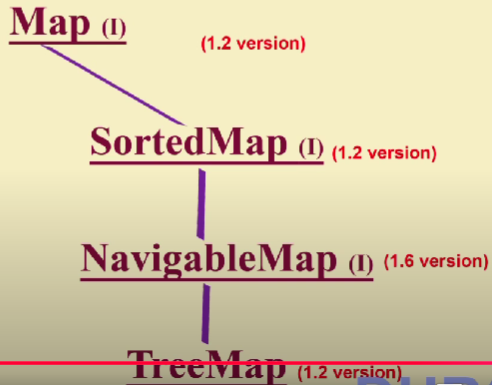 Map (I) (1.2 version)
SortedMap (I) (1.2 version)
NavigableMap (I) (1.6 version)
TreeMap (1.2 version)